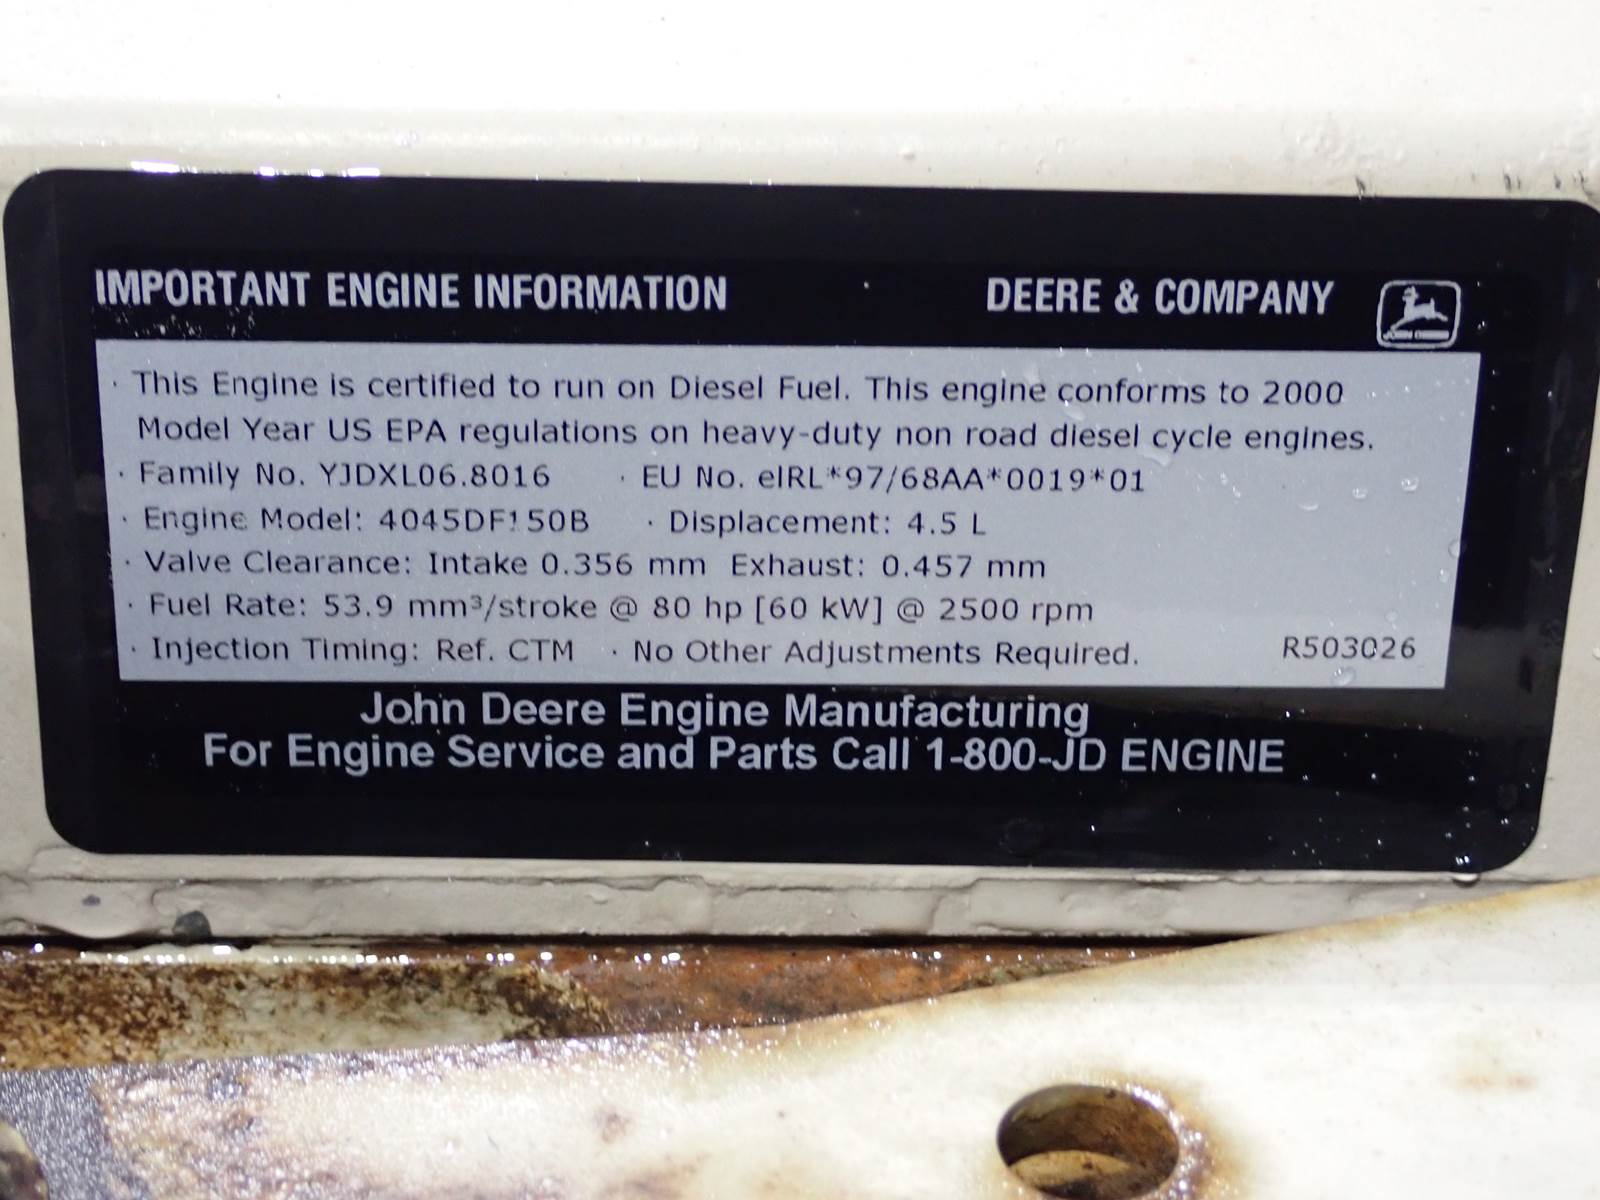 IMPORTANT ENGINE INFORMATION DEERE & COMPANY
JOHN DEERE
· This Engine is certified to run on Diesel Fuel. This engine conforms to 2000
Model Year US EPA regulations on heavy-duty non road diesel cycle engines.
· Family No. YJDXL06.8016 · EU No. eIRL*97/68AA*0019*01
· Engine Model: 4045DF150B · Displacement: 4.5 L
· Valve Clearance: Intake 0.356 mm Exhaust: 0.457 mm
· Fuel Rate: 53.9 mm³/stroke @ 80 hp [60 kW] @ 2500 rpm
· Injection Timing: Ref. CTM · No Other Adjustments Required. R503026
John Deere Engine Manufacturing
For Engine Service and Parts Call 1-800-JD ENGINE